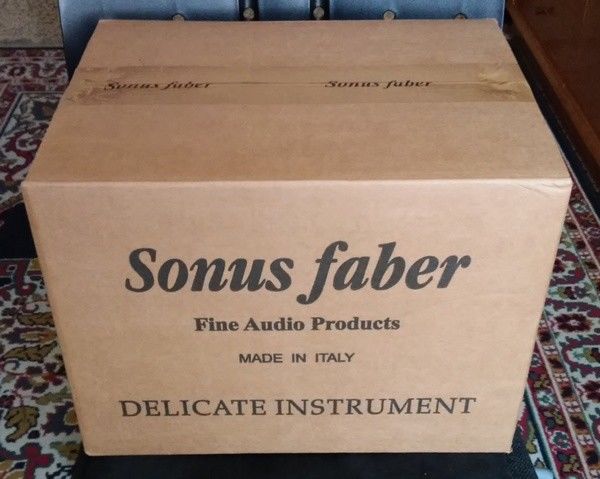 Sonus faber Sonus faber
Sonus faber
Fine Audio Products
MADE IN ITALY
DELICATE INSTRUMENT